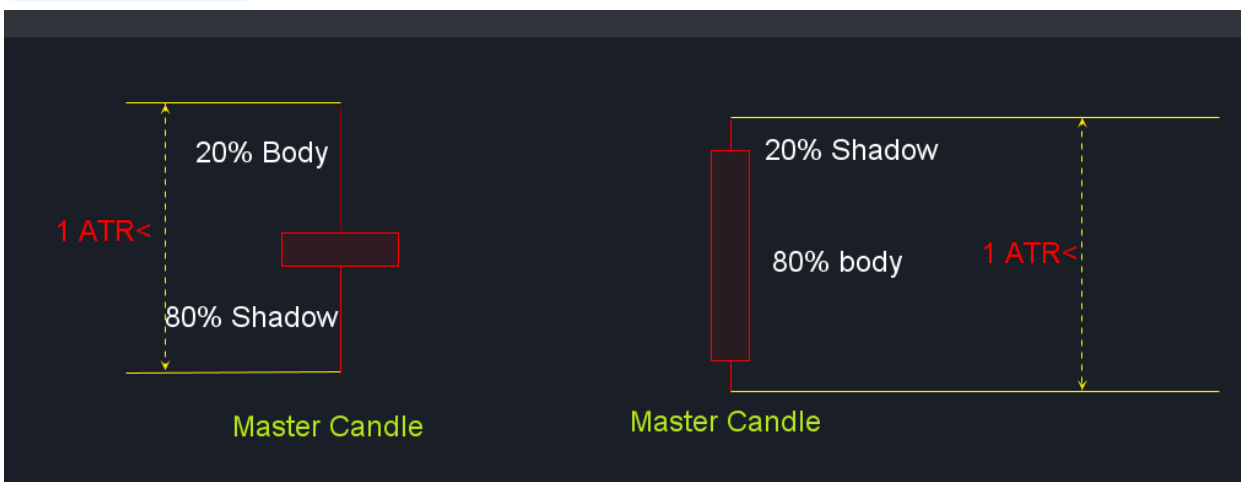 20% Body
1 ATR<
80% Shadow
Master Candle
20% Shadow
80% body
1 ATR<
Master Candle